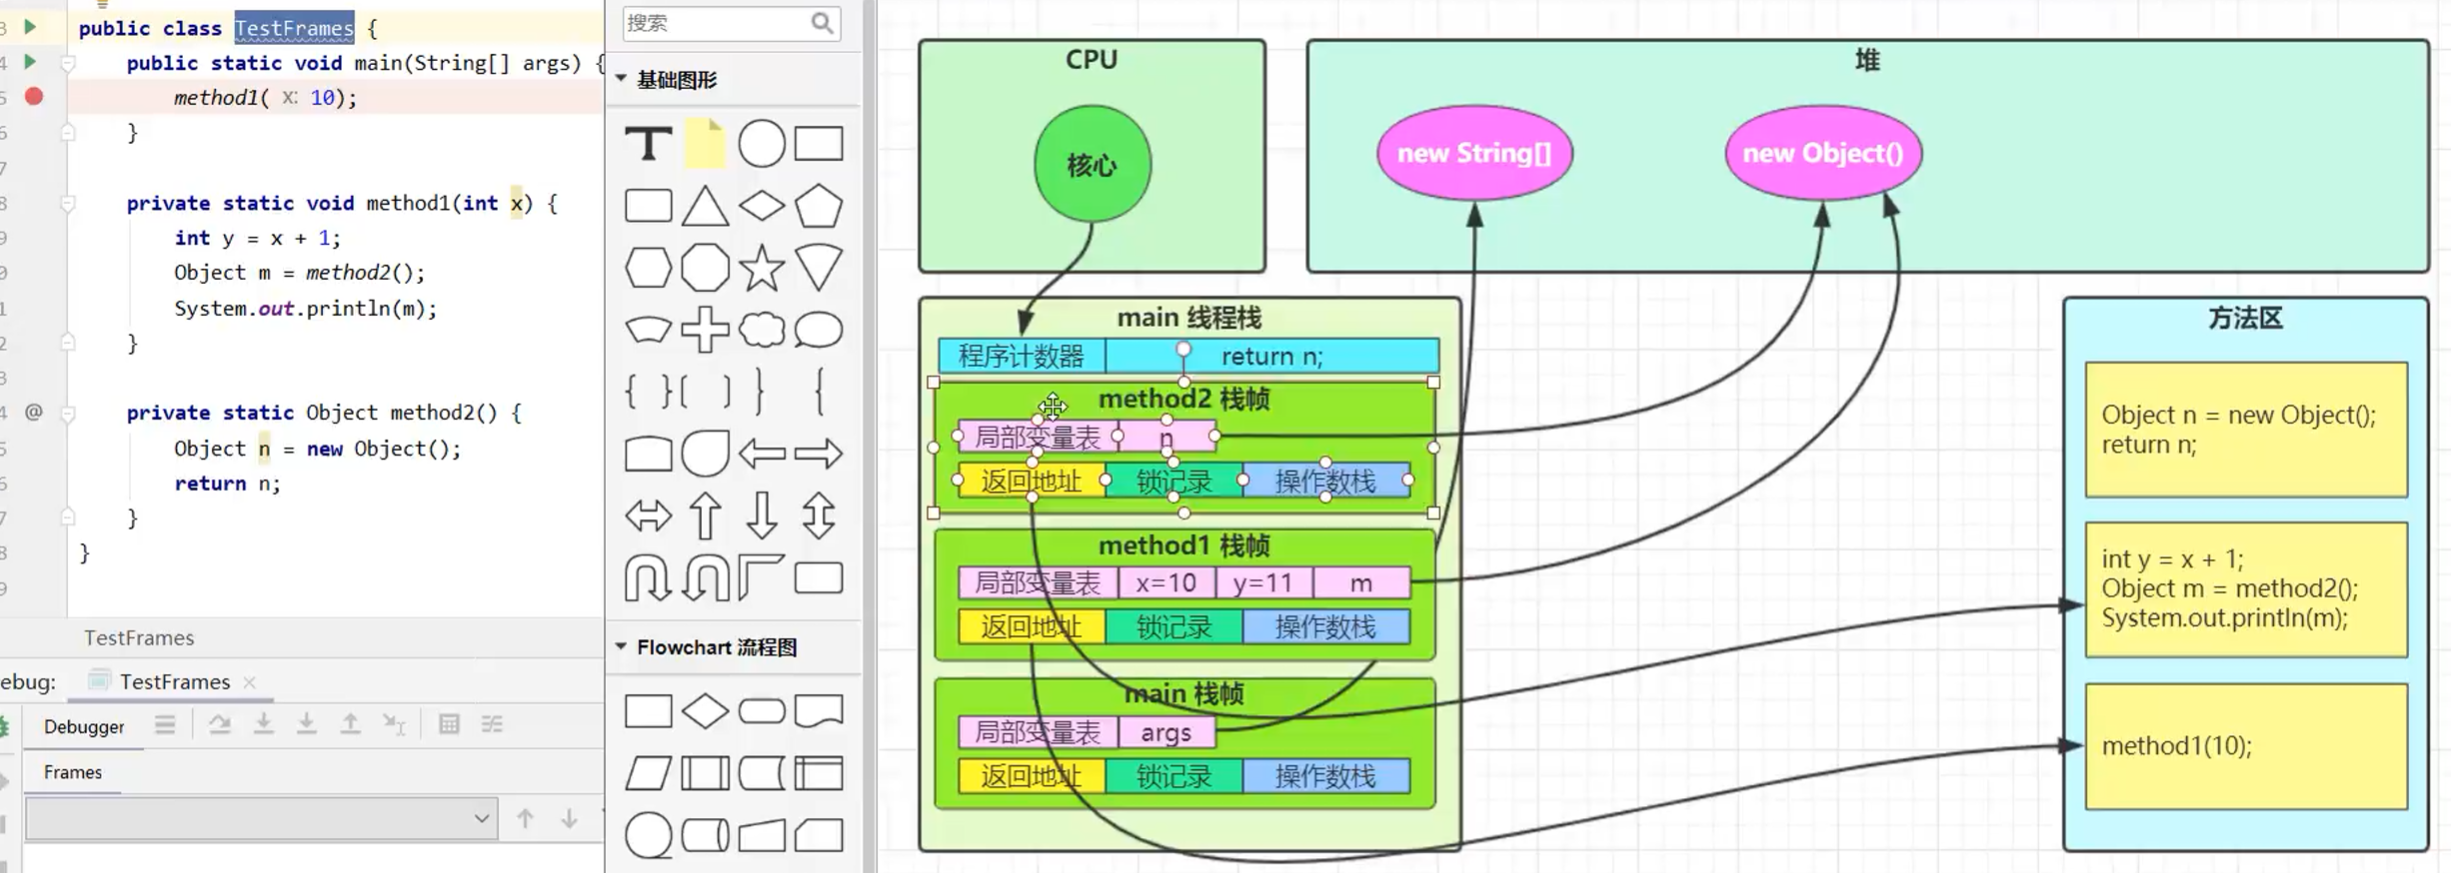 3
public class TestFrames {
4
public static void main(String[] args) {
5
method1( x: 10);
6
}
7
8
private static void method1(int x) {
9
int y = x + 1;
0
Object m = method2();
1
System.out.println(m);
2
}
3
4
@
private static Object method2() {
5
Object n = new Object();
6
return n;
7
}
8
}
9
TestFrames
ebug:
TestFrames
Debugger
Frames
搜索
基础图形
Flowchart 流程图
CPU
核心
堆
new String[]
new Object()
main 线程栈
程序计数器
return n;
method2 栈帧
局部变量表
n
返回地址
锁记录
操作数栈
method1 栈帧
局部变量表
x=10
y=11
m
返回地址
锁记录
操作数栈
main 栈帧
局部变量表
args
返回地址
锁记录
操作数栈
方法区
Object n = new Object();
return n;
int y = x + 1;
Object m = method2();
System.out.println(m);
method1(10);